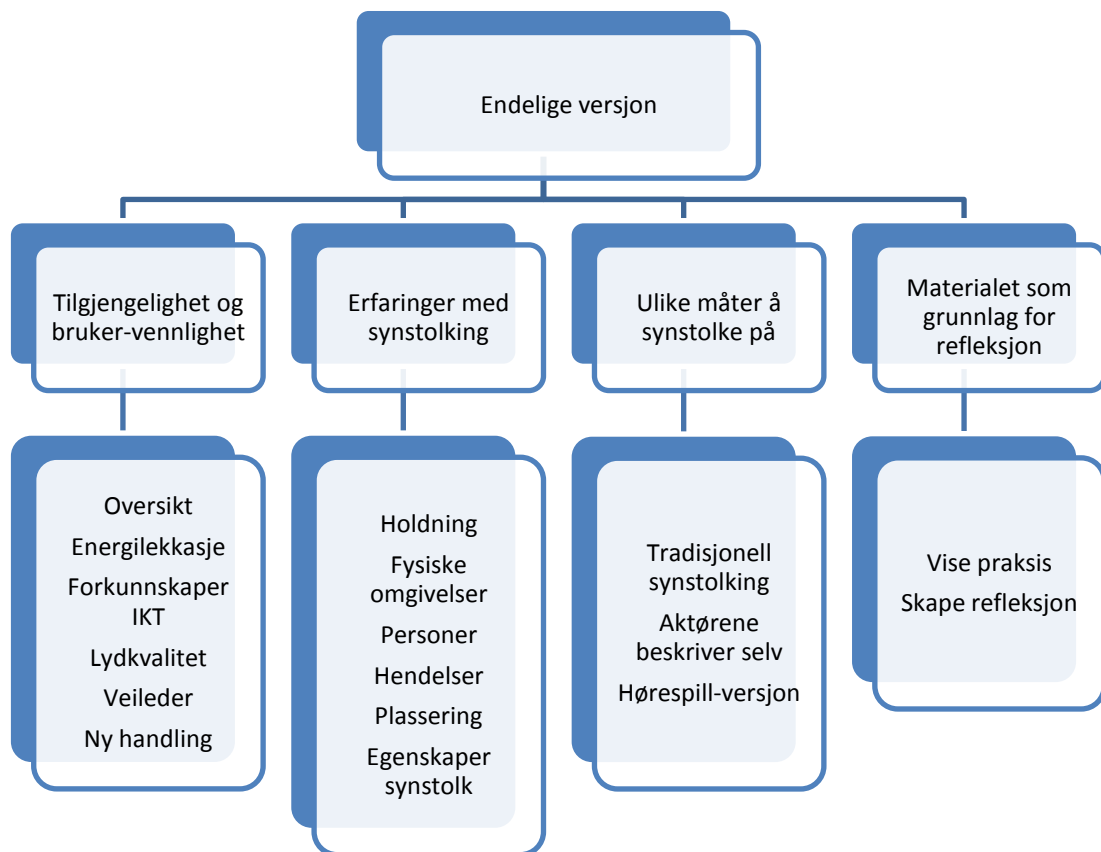 Endelige versjon
Tilgjengelighet og
bruker-vennlighet
Erfaringer med
synstolking
Ulike måter å
synstolke på
Materialet som
grunnlag for
refleksjon
Oversikt
Energilekkasje
Forkunnskaper
IKT
Lydkvalitet
Veileder
Ny handling
Holdning
Fysiske
omgivelser
Personer
Hendelser
Plassering
Egenskaper
synstolk
Tradisjonell
synstolking
Aktørene
beskriver selv
Hørespill-versjon
Vise praksis
Skape refleksjon